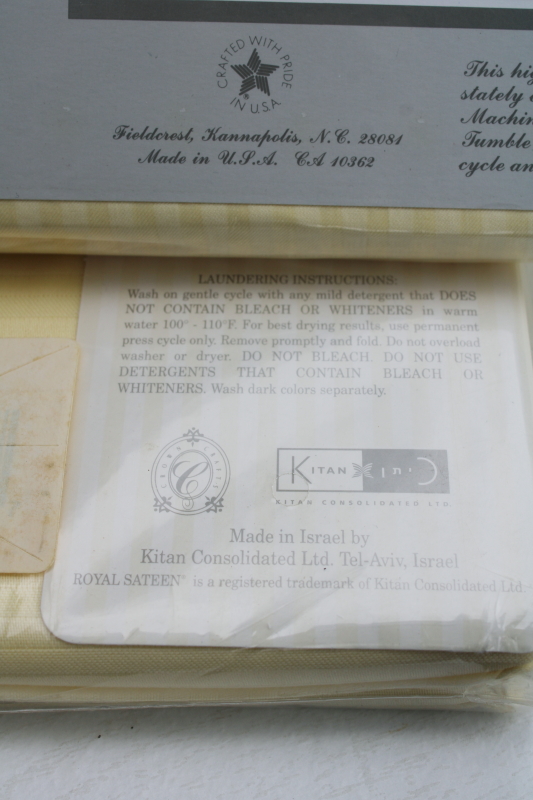 CRAFTED WITH PRIDE
IN U.S.A.
®
Fieldcrest, Kannapolis, N.C. 28081
Made in U.S.A. CA 10362
This hig
stately
Machin
Tumble
cycle an
LAUNDERING INSTRUCTIONS:
Wash on gentle cycle with any mild detergent that DOES
NOT CONTAIN BLEACH OR WHITENERS in warm
water 100° - 110°F. For best drying results, use permanent
press cycle only. Remove promptly and fold. Do not overload
washer or dryer. DO NOT BLEACH. DO NOT USE
DETERGENTS THAT CONTAIN BLEACH OR
WHITENERS. Wash dark colors separately.
CROWN CRAFTS
C
KITAN כיתן
KITAN CONSOLIDATED LTD.
Made in Israel by
Kitan Consolidated Ltd. Tel-Aviv, Israel
ROYAL SATEEN® is a registered trademark of Kitan Consolidated Ltd.